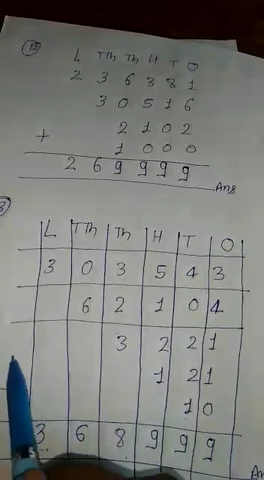 15 L TTh Th H T O
2 3 6 3 8 1
3 0 5 1 6
2 1 0 2
+ 1 0 0 0
2 6 9 9 9 9 Ans
L TTh Th H T O
3 0 3 5 4 3
6 2 1 0 4
3 2 2 1
1 2 1
1 0
3 6 8 9 9 9